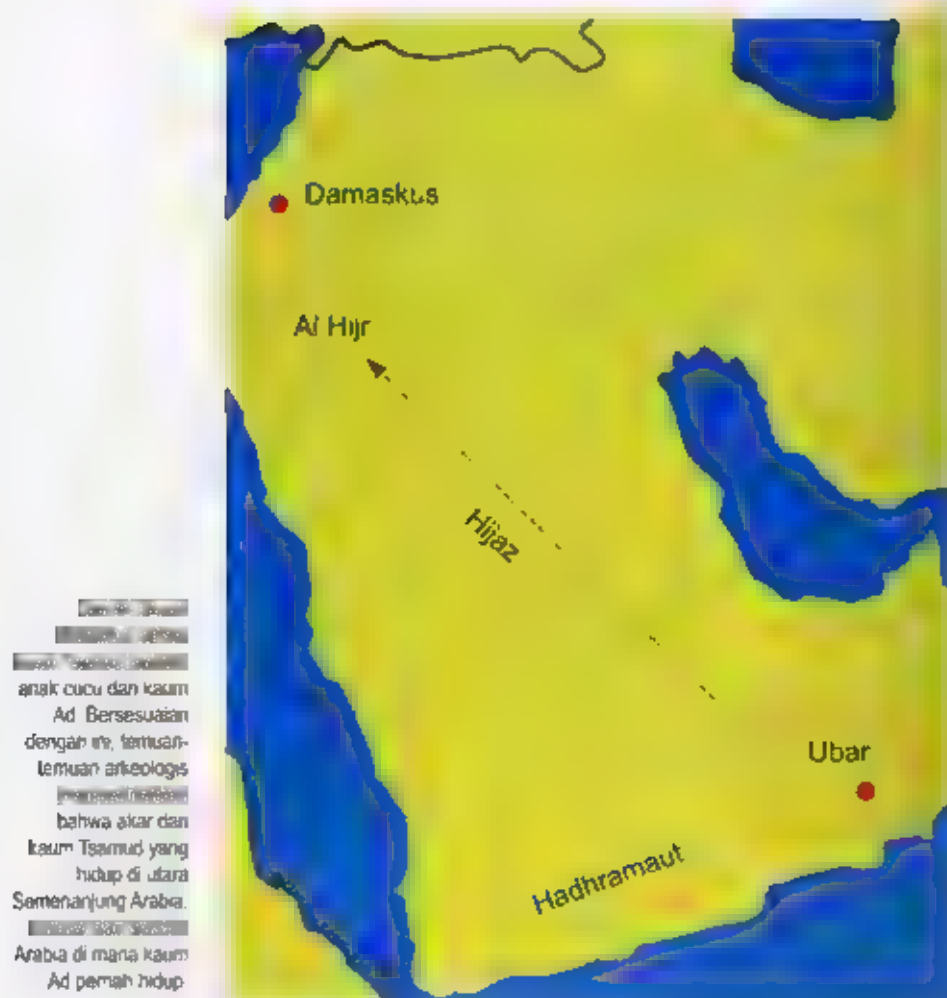 Damaskus
Al Hijr
Hijaz
Ubar
Hadhramaut
anak cucu dari kaum
Ad Bersesuaian
dengan ini, temuan-
temuan arkeologis
bahwa akar dari
kaum Tsamud yang
hidup di utara
Semenanjung Arabia.
Arabia di mana kaum
Ad pernah hidup